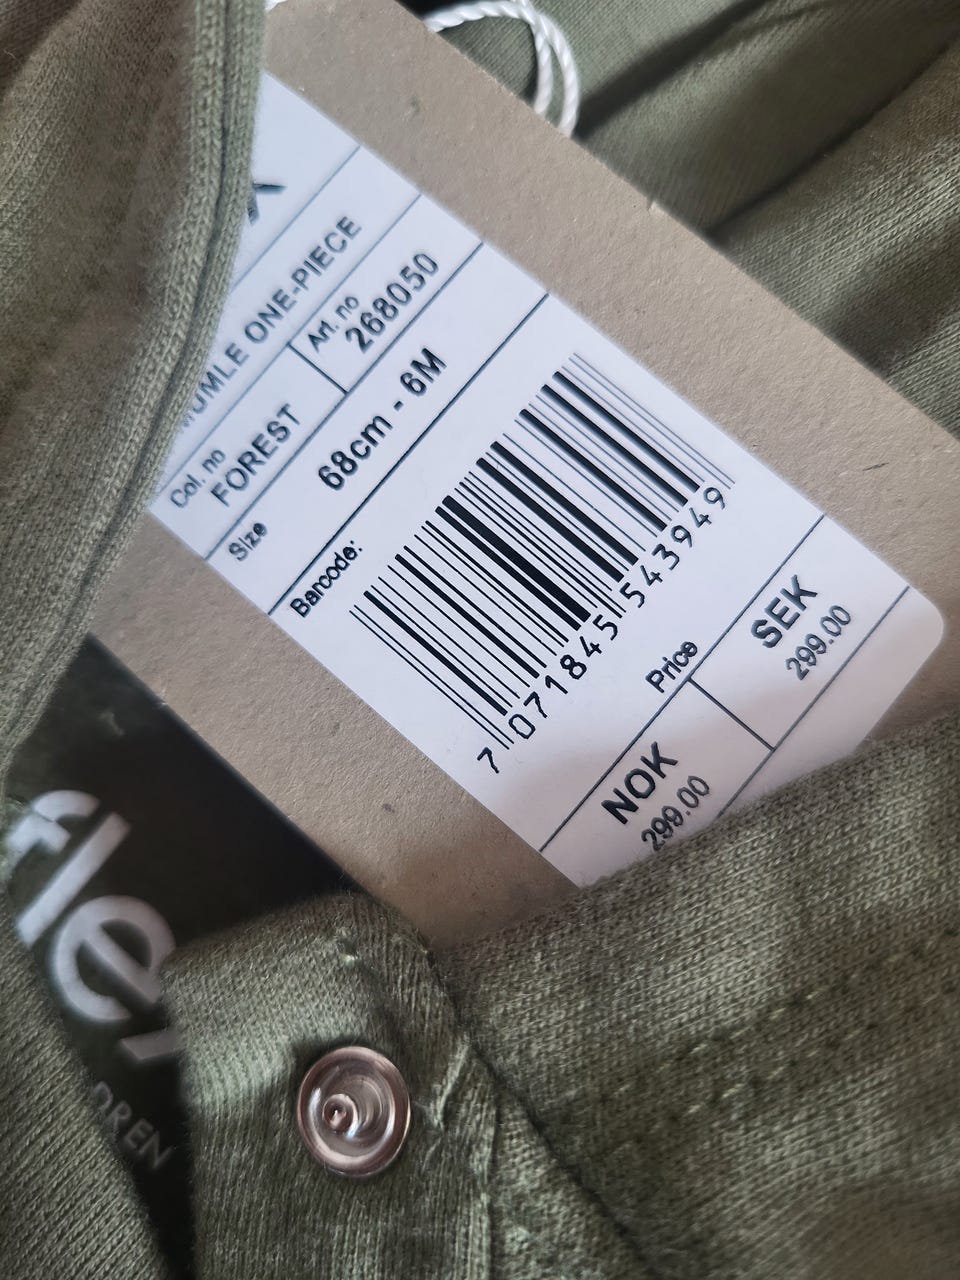 ONE-PIECE
Art. no
268050
Col. no
FOREST
Size
68cm - 6M
Barcode:
7 071845 543949
Price
NOK
299.00
SEK
299.00